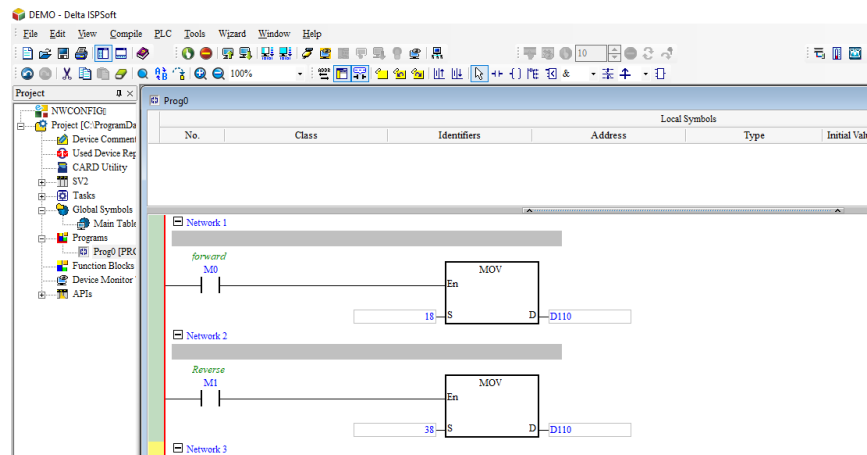 DEMO - Delta ISPSoft
File Edit View Compile PLC Tools Wizard Window Help
10
100%
&
Project
NWCONFIG
Project [C:\ProgramDa
Device Comment
Used Device Rep
CARD Utility
SV2
Tasks
Global Symbols
Main Table
Programs
Prog0 [PRG
Function Blocks
Device Monitor
APIs
Prog0
Local Symbols
No. Class Identifiers Address Type Initial Valu
Network 1
forward
M0
MOV
En
18 S D D110
Network 2
Reverse
M1
MOV
En
38 S D D110
Network 3